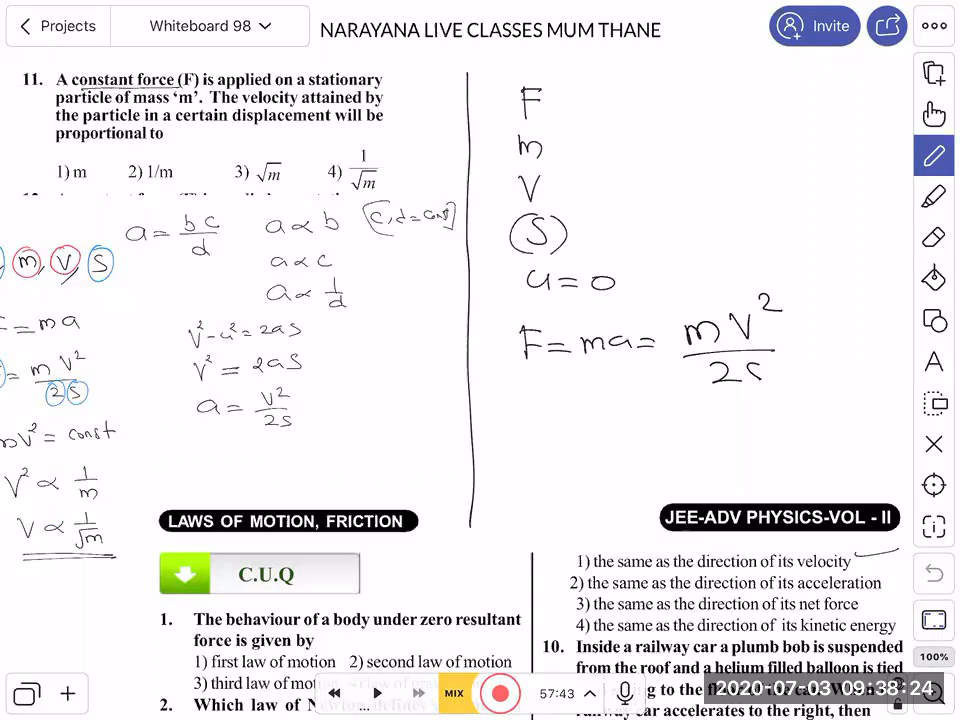 Projects
Whiteboard 98
NARAYANA LIVE CLASSES MUM THANE
Invite
11. A constant force (F) is applied on a stationary
particle of mass ‘m’. The velocity attained by
the particle in a certain displacement will be
proportional to
1) m 2) 1/m 3) √m 4) 1/√m
a = bc/d a ∝ b [c, d = const]
a ∝ c
a ∝ 1/d
m, V, S
= ma
= mV²/2S
mV² = const
V² ∝ 1/m
V ∝ 1/√m
V² - u² = 2aS
V² = 2aS
a = V²/2S
F
m
V
(S)
u = 0
F = ma = mV²/2S
LAWS OF MOTION, FRICTION
JEE-ADV PHYSICS-VOL - II
C.U.Q
1. The behaviour of a body under zero resultant
force is given by
1) first law of motion 2) second law of motion
3) third law of
2. Which law of
1) the same as the direction of its velocity
2) the same as the direction of its acceleration
3) the same as the direction of its net force
4) the same as the direction of its kinetic energy
10. Inside a railway car a plumb bob is suspended
from the roof and a helium filled balloon is tied
to the
car accelerates to the right, then
MIX
57:43
100%
2020-07-03 09:38:24